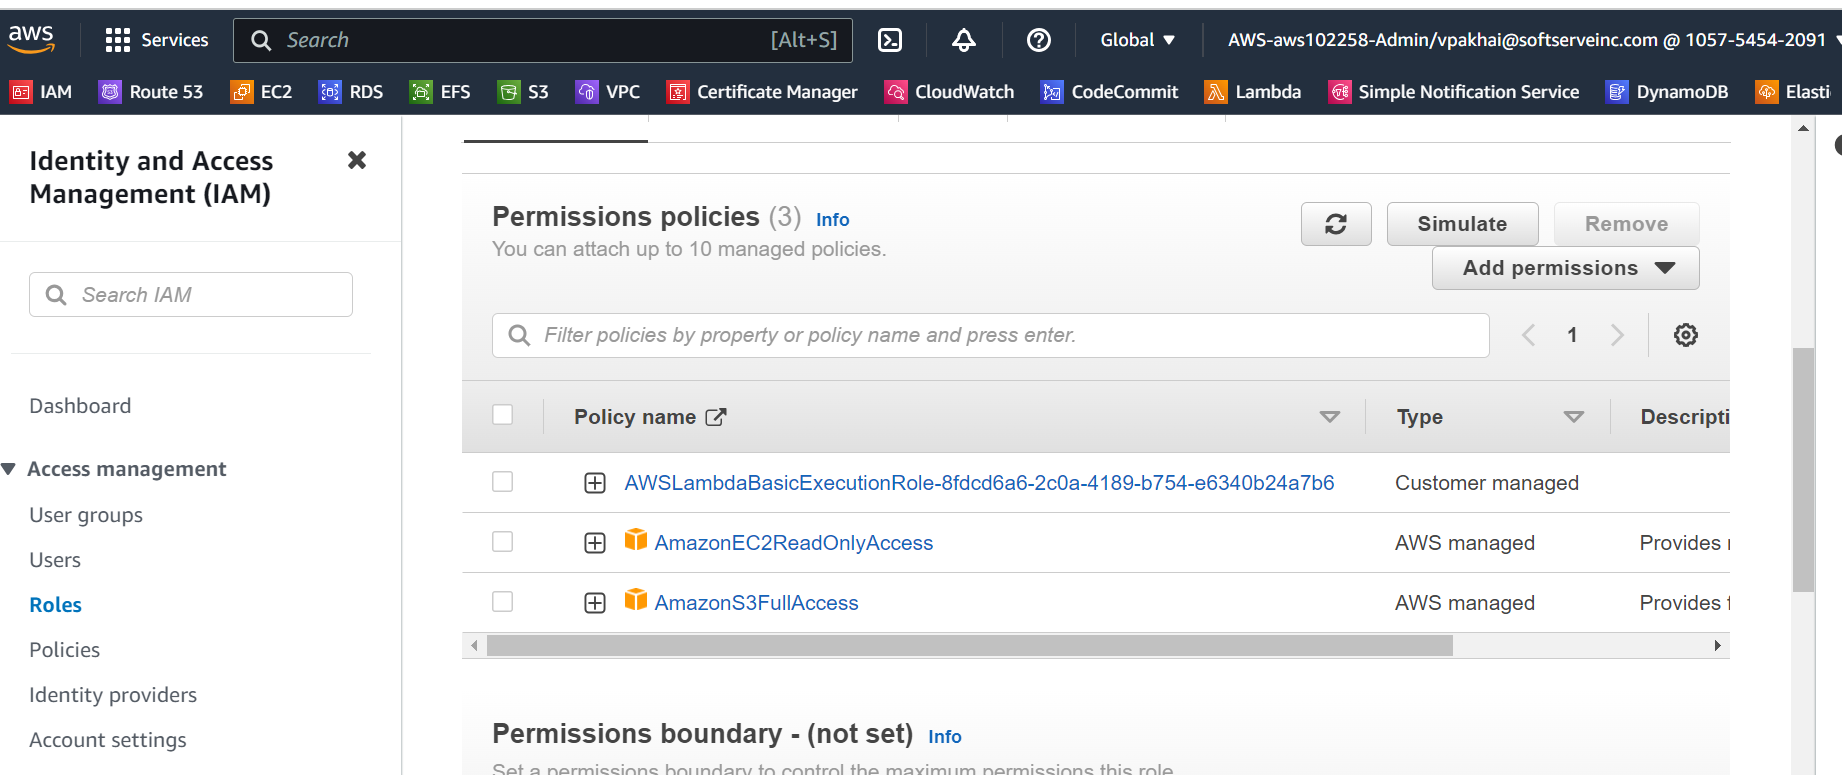 aws
Services
Search
[Alt+S]
Global
AWS-aws102258-Admin/vpakhai@softserveinc.com @ 1057-5454-2091
IAM
Route 53
EC2
RDS
EFS
S3
VPC
Certificate Manager
CloudWatch
CodeCommit
Lambda
Simple Notification Service
DynamoDB
Elasti
Identity and Access
Management (IAM)
Search IAM
Dashboard
Access management
User groups
Users
Roles
Policies
Identity providers
Account settings
Permissions policies (3) Info
You can attach up to 10 managed policies.
Simulate
Remove
Add permissions
Filter policies by property or policy name and press enter.
1
Policy name
Type
Descripti
AWSLambdaBasicExecutionRole-8fdcd6a6-2c0a-4189-b754-e6340b24a7b6
Customer managed
AmazonEC2ReadOnlyAccess
AWS managed
Provides
AmazonS3FullAccess
AWS managed
Provides
Permissions boundary - (not set) Info
Set a permissions boundary to control the maximum permissions this role